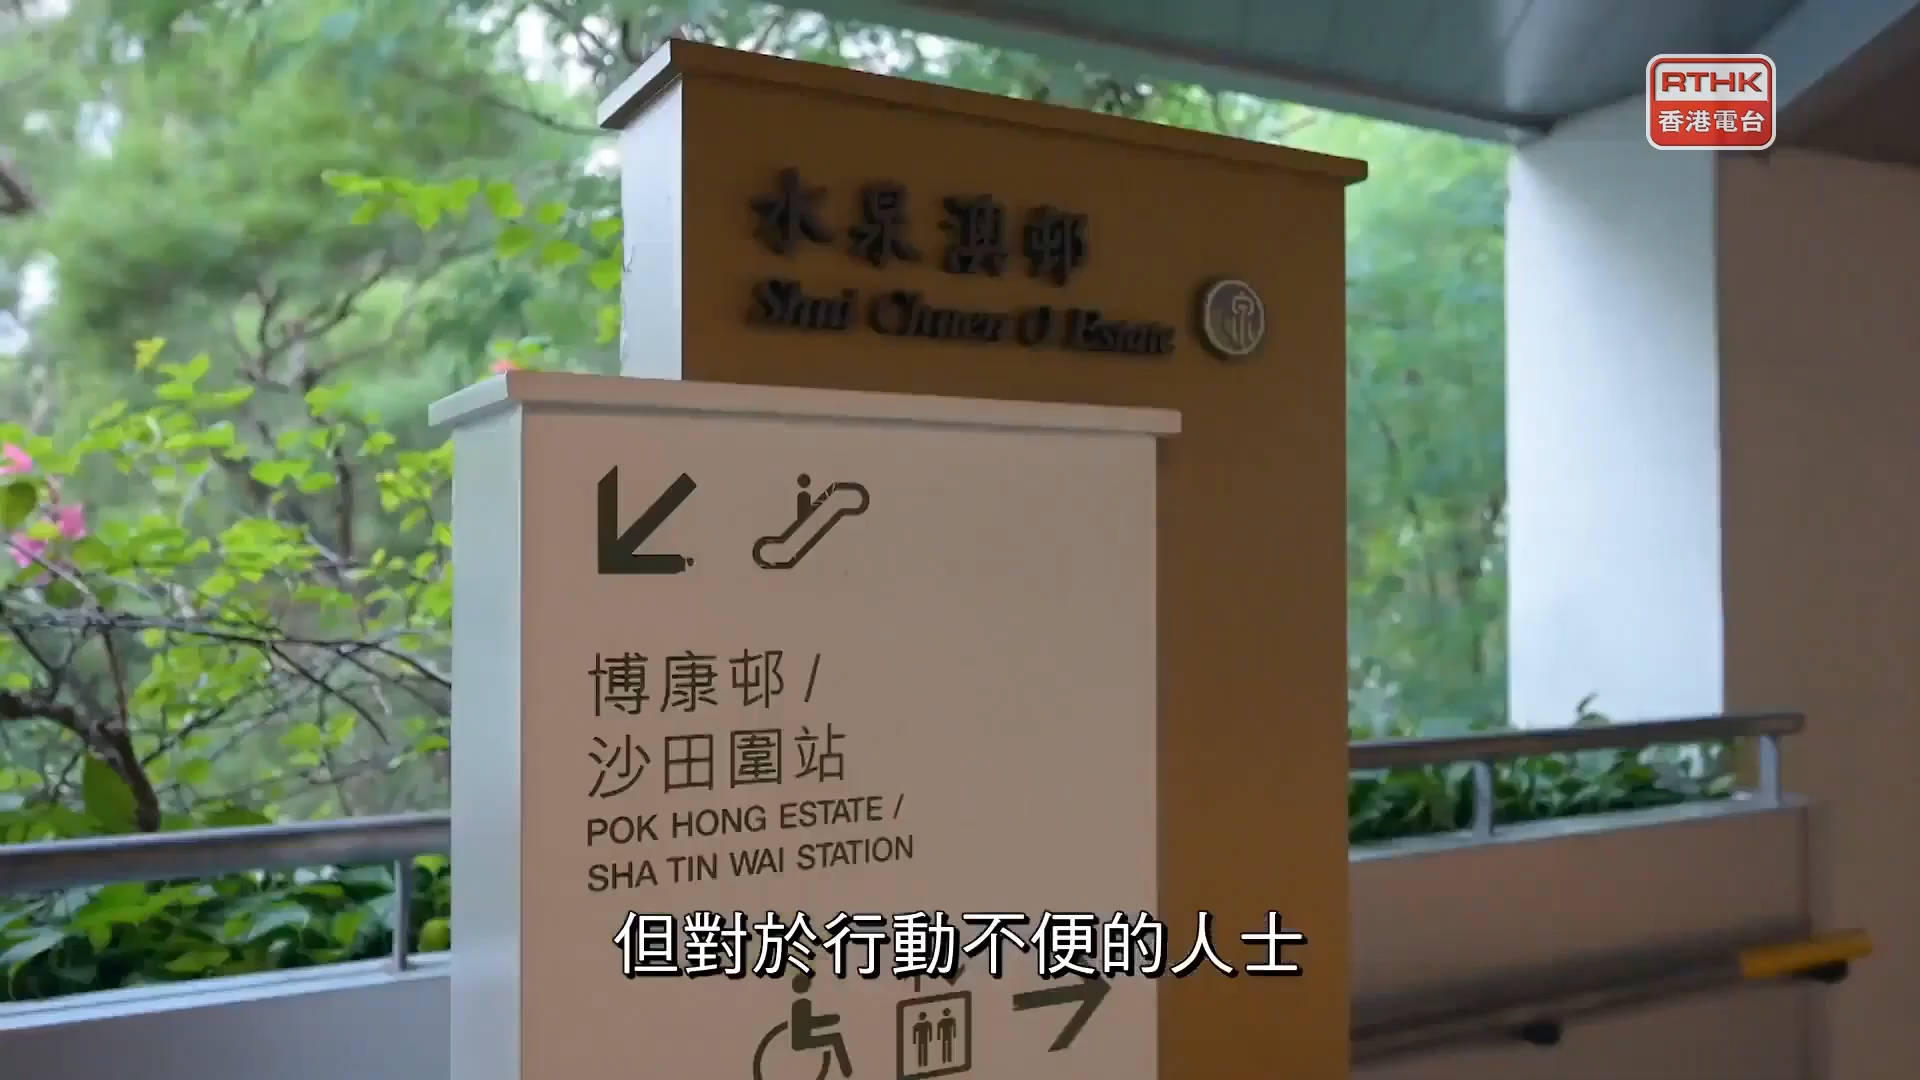 RTHK
香港電台
水泉澳邨
Shui Chuen O Estate
博康邨 /
沙田圍站
POK HONG ESTATE /
SHA TIN WAI STATION
但對於行動不便的人士